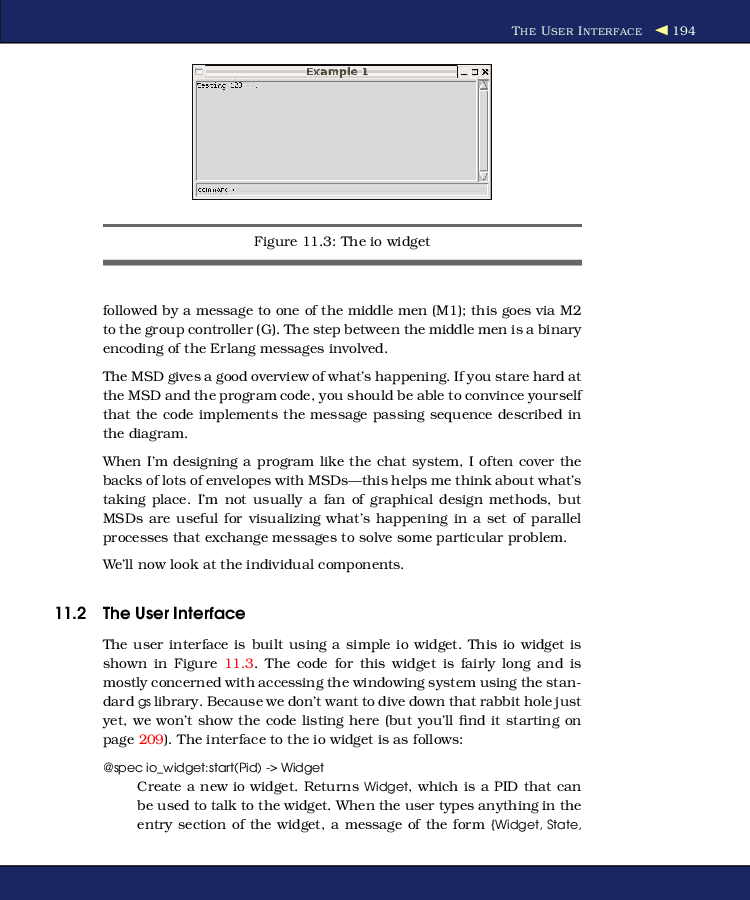 THE USER INTERFACE ◀ 194
Example 1
Testing 123 ...
command >
Figure 11.3: The io widget
followed by a message to one of the middle men (M1); this goes via M2
to the group controller (G). The step between the middle men is a binary
encoding of the Erlang messages involved.
The MSD gives a good overview of what's happening. If you stare hard at
the MSD and the program code, you should be able to convince yourself
that the code implements the message passing sequence described in
the diagram.
When I'm designing a program like the chat system, I often cover the
backs of lots of envelopes with MSDs—this helps me think about what's
taking place. I'm not usually a fan of graphical design methods, but
MSDs are useful for visualizing what's happening in a set of parallel
processes that exchange messages to solve some particular problem.
We'll now look at the individual components.
11.2 The User Interface
The user interface is built using a simple io widget. This io widget is
shown in Figure 11.3. The code for this widget is fairly long and is
mostly concerned with accessing the windowing system using the stan-
dard gs library. Because we don't want to dive down that rabbit hole just
yet, we won't show the code listing here (but you'll find it starting on
page 209). The interface to the io widget is as follows:
@spec io_widget:start(Pid) -> Widget
Create a new io widget. Returns Widget, which is a PID that can
be used to talk to the widget. When the user types anything in the
entry section of the widget, a message of the form {Widget, State,